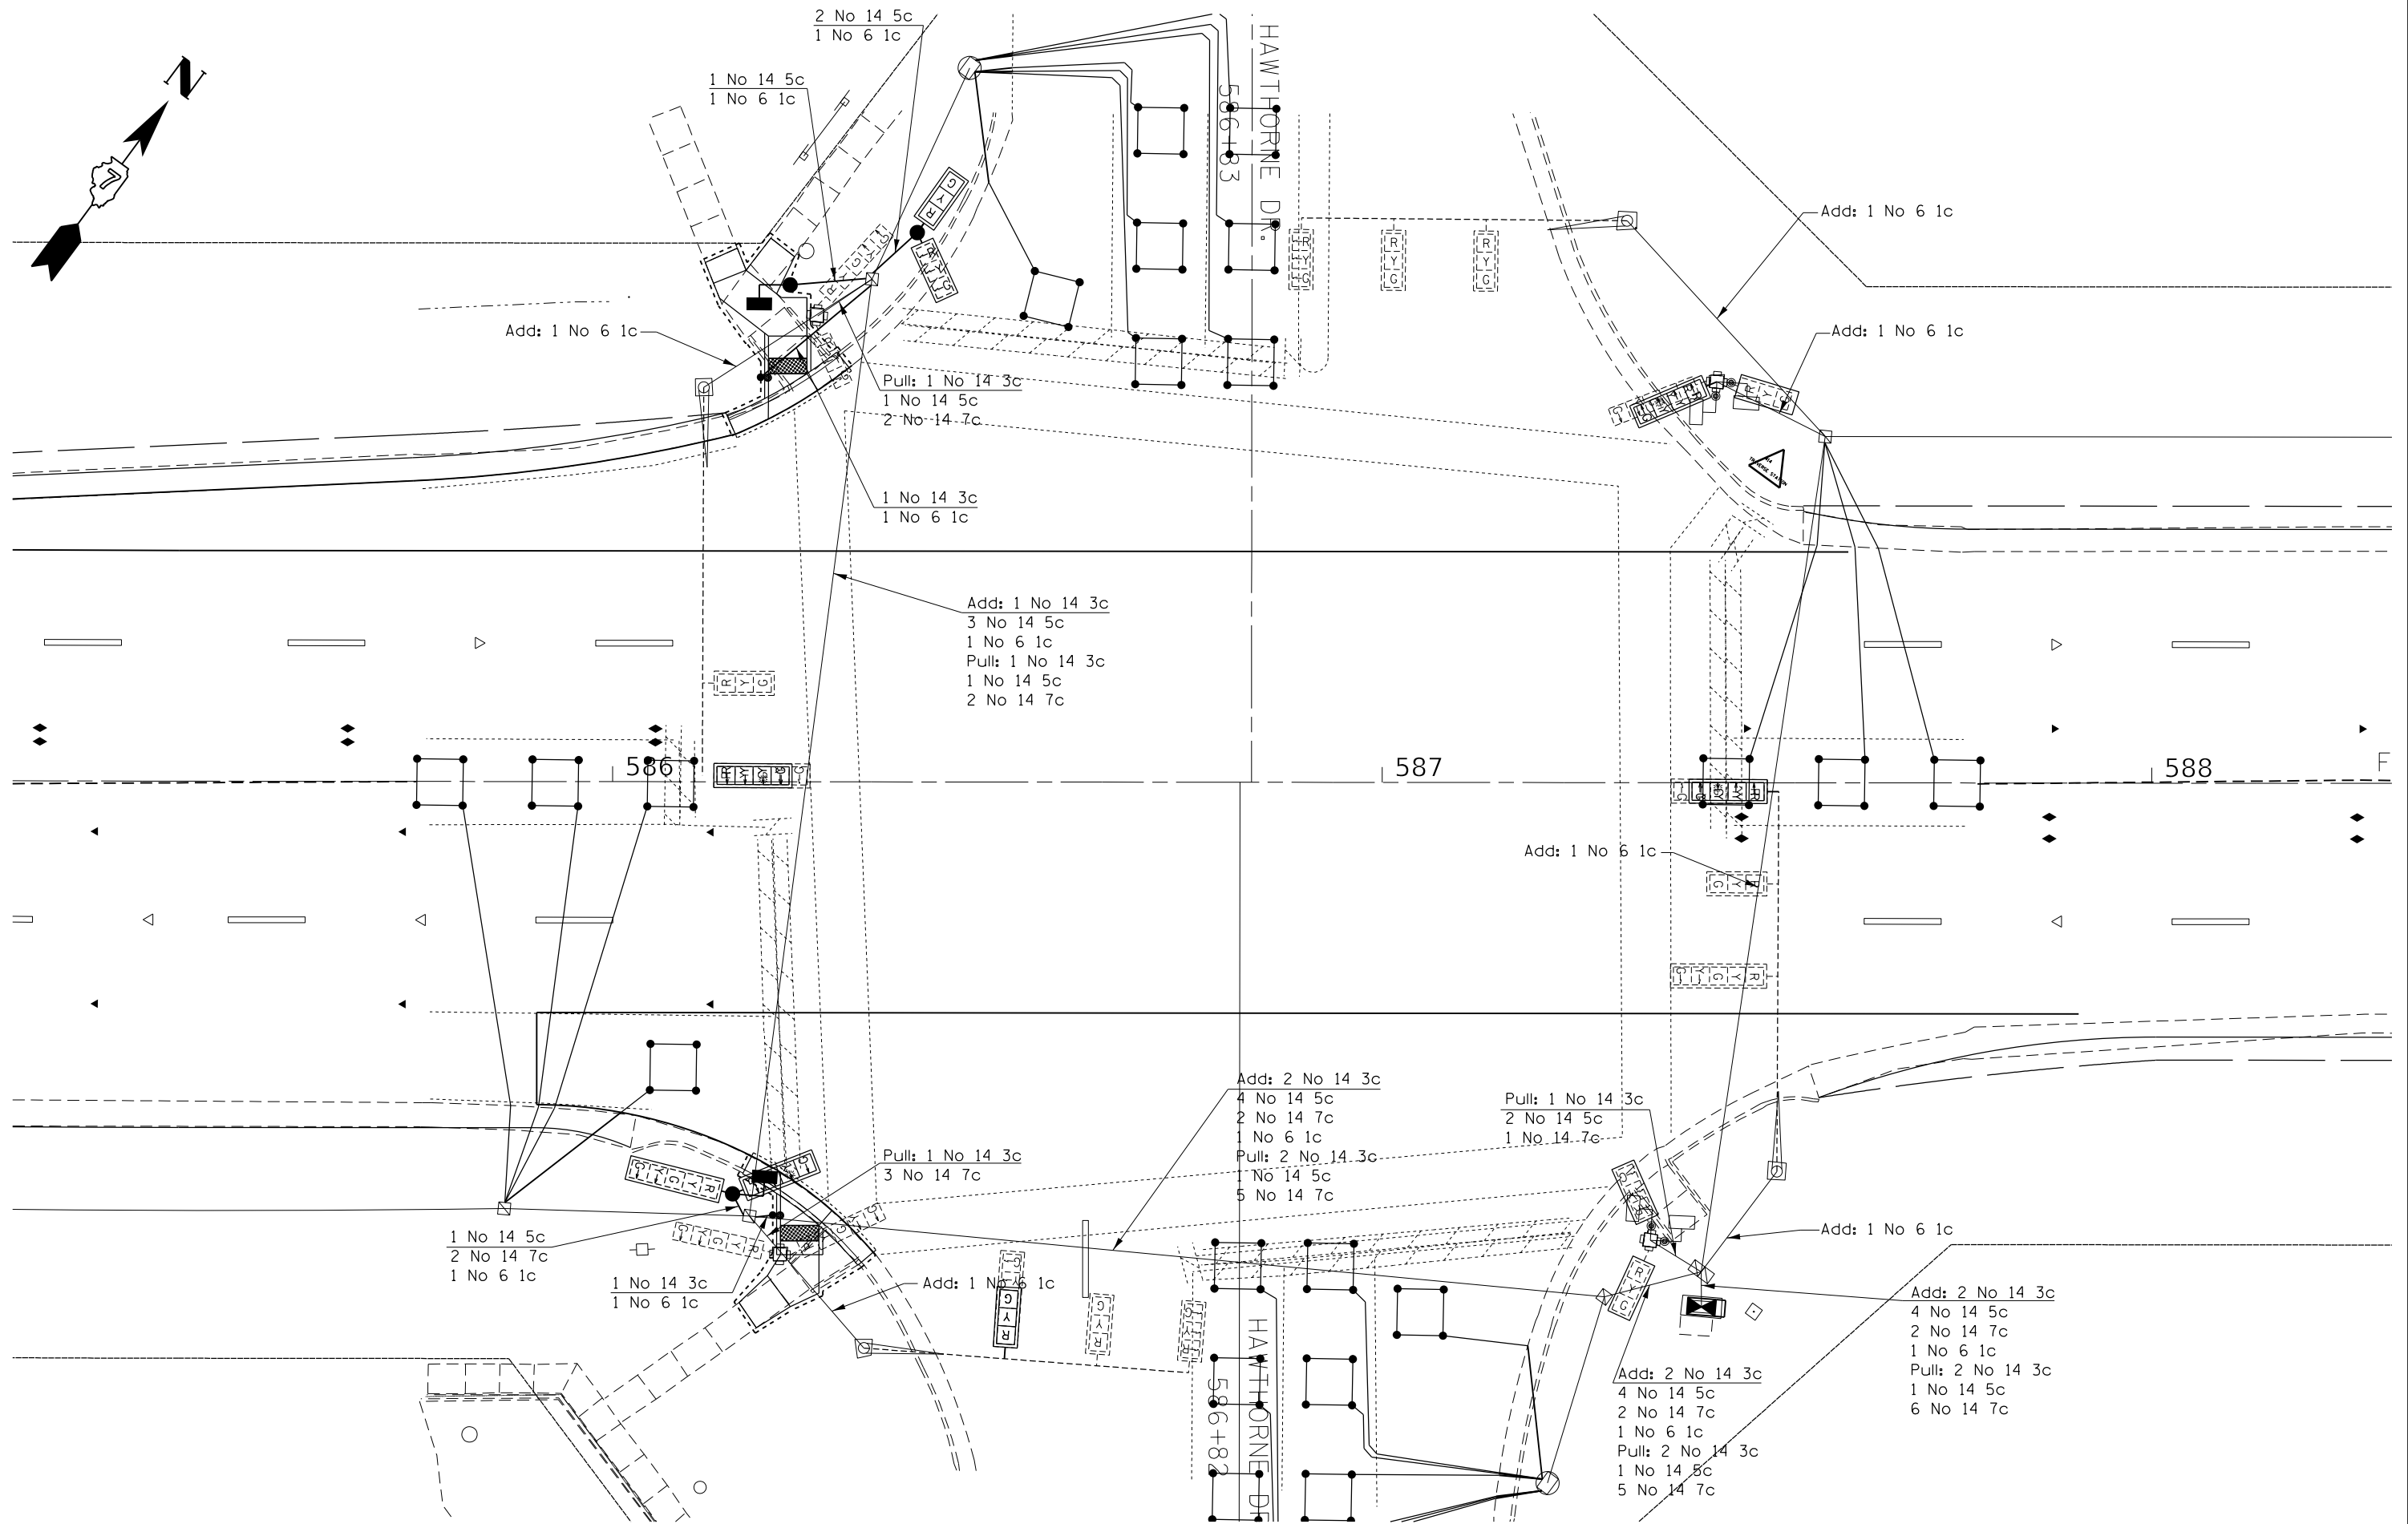 2 No 14 5c
1 No 6 1c
N
7
1 No 14 5c
1 No 6 1c
HAWTHORNE DR.
586+33
G Y R
R Y G
R Y G
R Y G
Add: 1 No 6 1c
Add: 1 No 6 1c
Add: 1 No 6 1c
Pull: 1 No 14 3c
1 No 14 5c
2 No 14 7c
1 No 14 3c
1 No 6 1c
Add: 1 No 14 3c
3 No 14 5c
1 No 6 1c
Pull: 1 No 14 3c
1 No 14 5c
2 No 14 7c
R Y G
586
587
588
F
Add: 1 No 6 1c
G Y R
G Y R
Add: 2 No 14 3c
4 No 14 5c
2 No 14 7c
1 No 6 1c
Pull: 2 No 14 3c
1 No 14 5c
5 No 14 7c
Pull: 1 No 14 3c
2 No 14 5c
1 No 14 7c
Pull: 1 No 14 3c
3 No 14 7c
1 No 14 5c
2 No 14 7c
1 No 6 1c
1 No 14 3c
1 No 6 1c
Add: 1 No 6 1c
Add: 1 No 6 1c
G Y R
G Y R
R Y G
Add: 2 No 14 3c
4 No 14 5c
2 No 14 7c
1 No 6 1c
Pull: 2 No 14 3c
1 No 14 5c
6 No 14 7c
Add: 2 No 14 3c
4 No 14 5c
2 No 14 7c
1 No 6 1c
Pull: 2 No 14 3c
1 No 14 5c
5 No 14 7c
HAWTHORNE DR
586+82